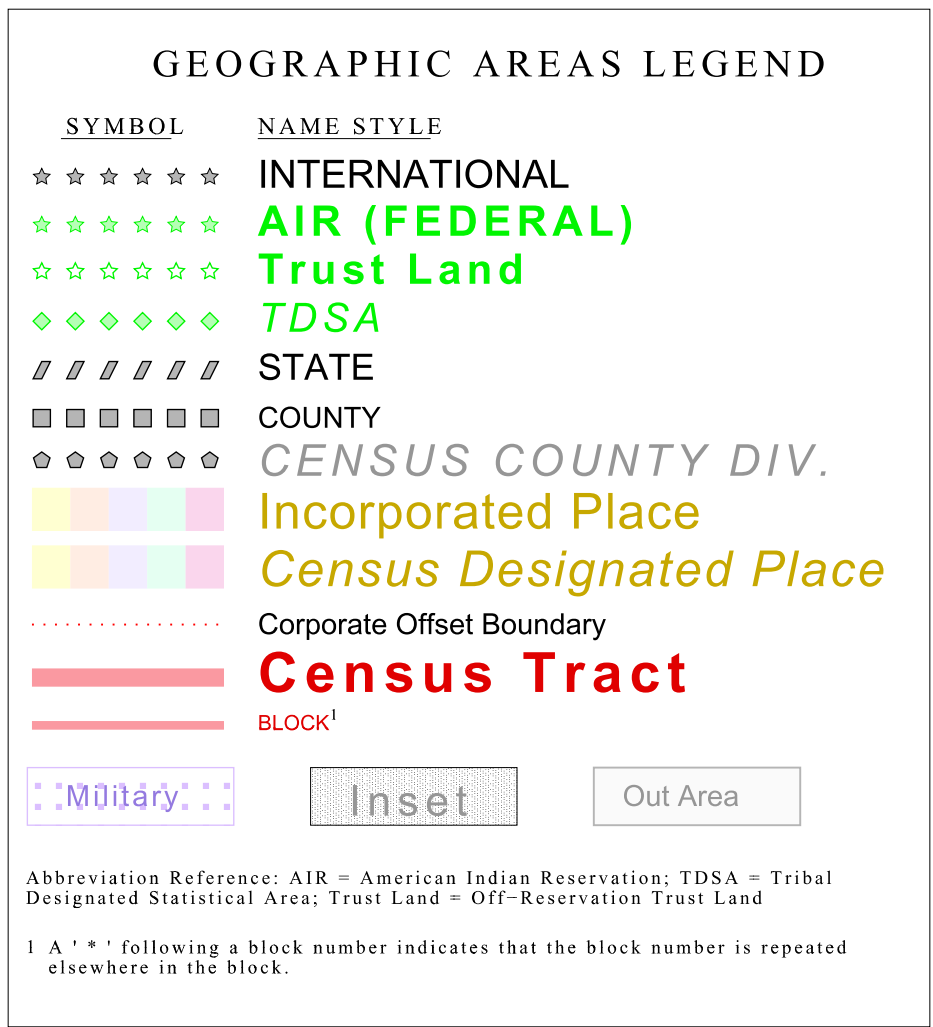 GEOGRAPHIC AREAS LEGEND
SYMBOL NAME STYLE
INTERNATIONAL
AIR (FEDERAL)
Trust Land
TDSA
STATE
COUNTY
CENSUS COUNTY DIV.
Incorporated Place
Census Designated Place
Corporate Offset Boundary
Census Tract
BLOCK¹
Military Inset Out Area
Abbreviation Reference: AIR = American Indian Reservation; TDSA = Tribal
Designated Statistical Area; Trust Land = Off−Reservation Trust Land
1 A ' * ' following a block number indicates that the block number is repeated
elsewhere in the block.